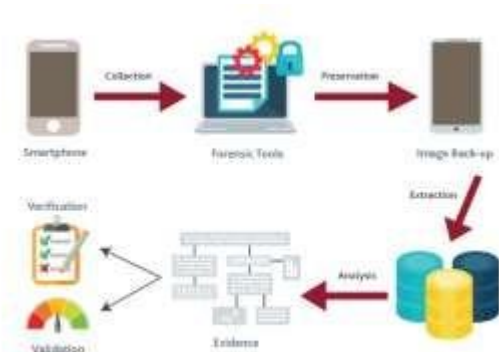 Collection
Preservation
Smartphone
Forensic Tools
Image Back-up
Extraction
Verification
Analysis
Evidence
Validation